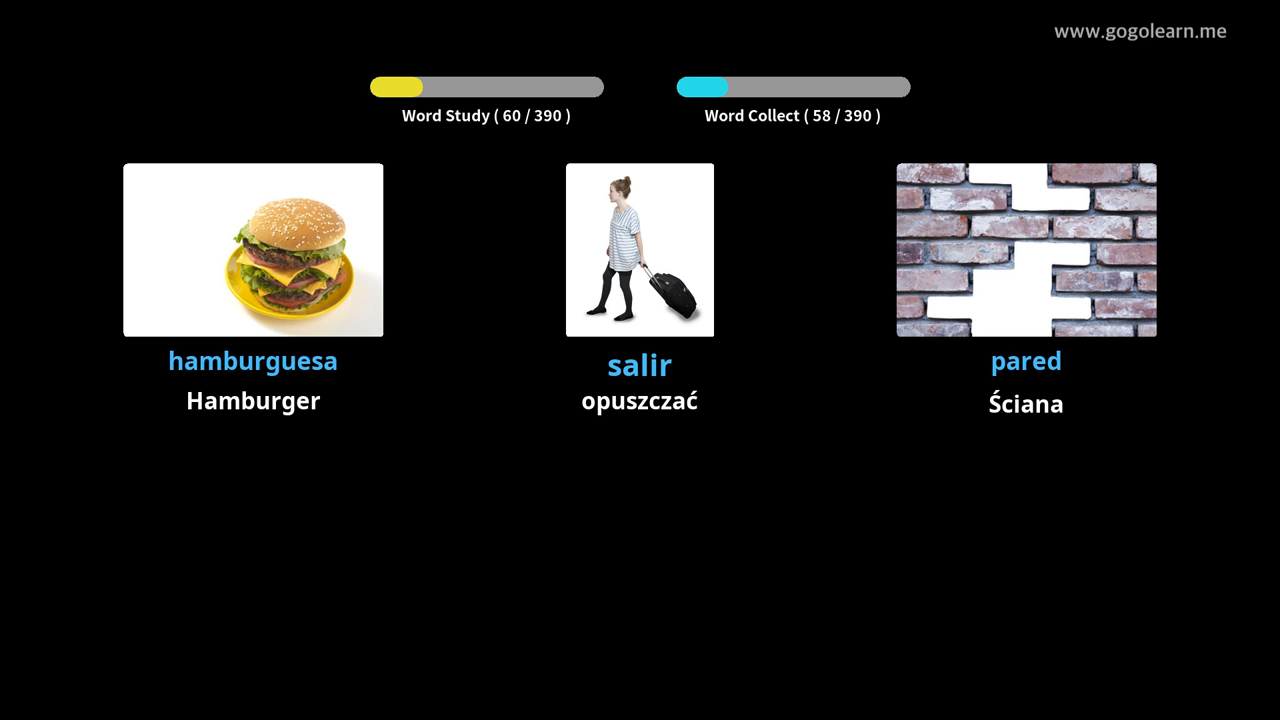 www.gogolearn.me
Word Study ( 60 / 390 )
Word Collect ( 58 / 390 )
hamburguesa
Hamburger
salir
opuszczać
pared
Ściana